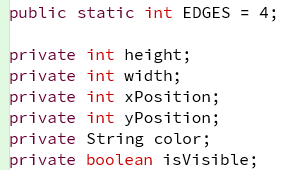 public static int EDGES = 4;
private int height;
private int width;
private int xPosition;
private int yPosition;
private String color;
private boolean isVisible;